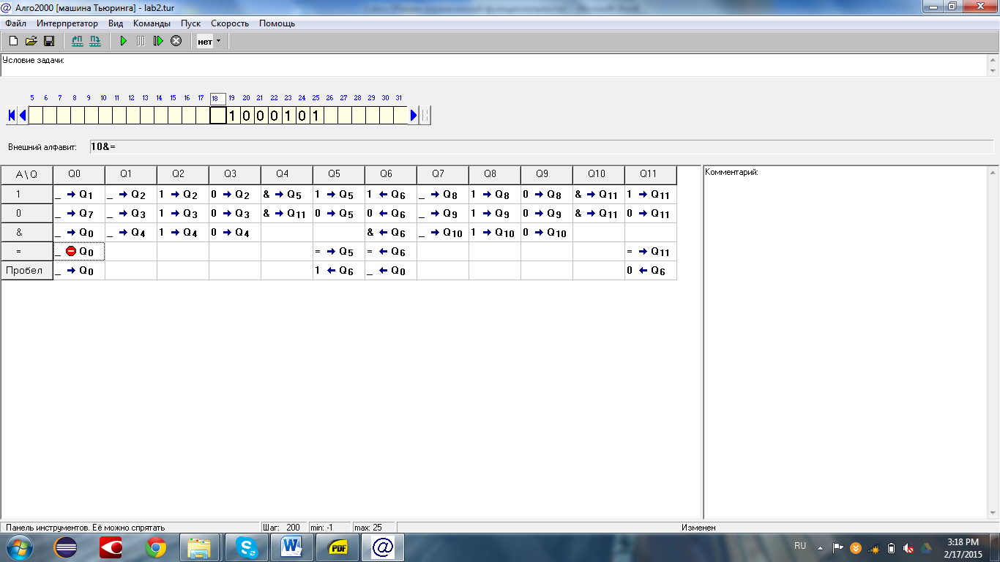 Алго2000 [машина Тьюринга] - lab2.tur
Файл Интерпретатор Вид Команды Пуск Скорость Помощь
нет
Условие задачи:
5 6 7 8 9 10 11 12 13 14 15 16 17 18 19 20 21 22 23 24 25 26 27 28 29 30 31
1 0 0 0 1 0 1
Внешний алфавит: 10&=
A\Q Q0 Q1 Q2 Q3 Q4 Q5 Q6 Q7 Q8 Q9 Q10 Q11
1 _ → Q1 _ → Q2 1 → Q2 0 → Q2 & → Q5 1 → Q5 1 ← Q6 _ → Q8 1 → Q8 0 → Q8 & → Q11 1 → Q11
0 _ → Q7 _ → Q3 1 → Q3 0 → Q3 & → Q11 0 → Q5 0 ← Q6 _ → Q9 1 → Q9 0 → Q9 & → Q11 0 → Q11
& _ → Q0 _ → Q4 1 → Q4 0 → Q4 & ← Q6 _ → Q10 1 → Q10 0 → Q10
= _ Q0 = → Q5 = ← Q6 = → Q11
Пробел _ → Q0 1 ← Q6 _ ← Q0 0 ← Q6
Комментарий:
Панель инструментов. Её можно спрятать Шаг: 200 min: -1 max: 25 Изменен
PDF
RU
3:18 PM
2/17/2015